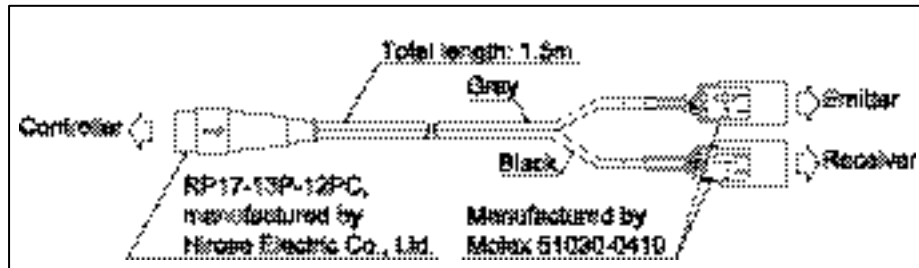 Total length: 1.5m
Gray
Emitter
Controller
Black
Receiver
RP17-13P-12PC,
manufactured by
Hirose Electric Co., Ltd.
Manufactured by
Molex 51030-0410